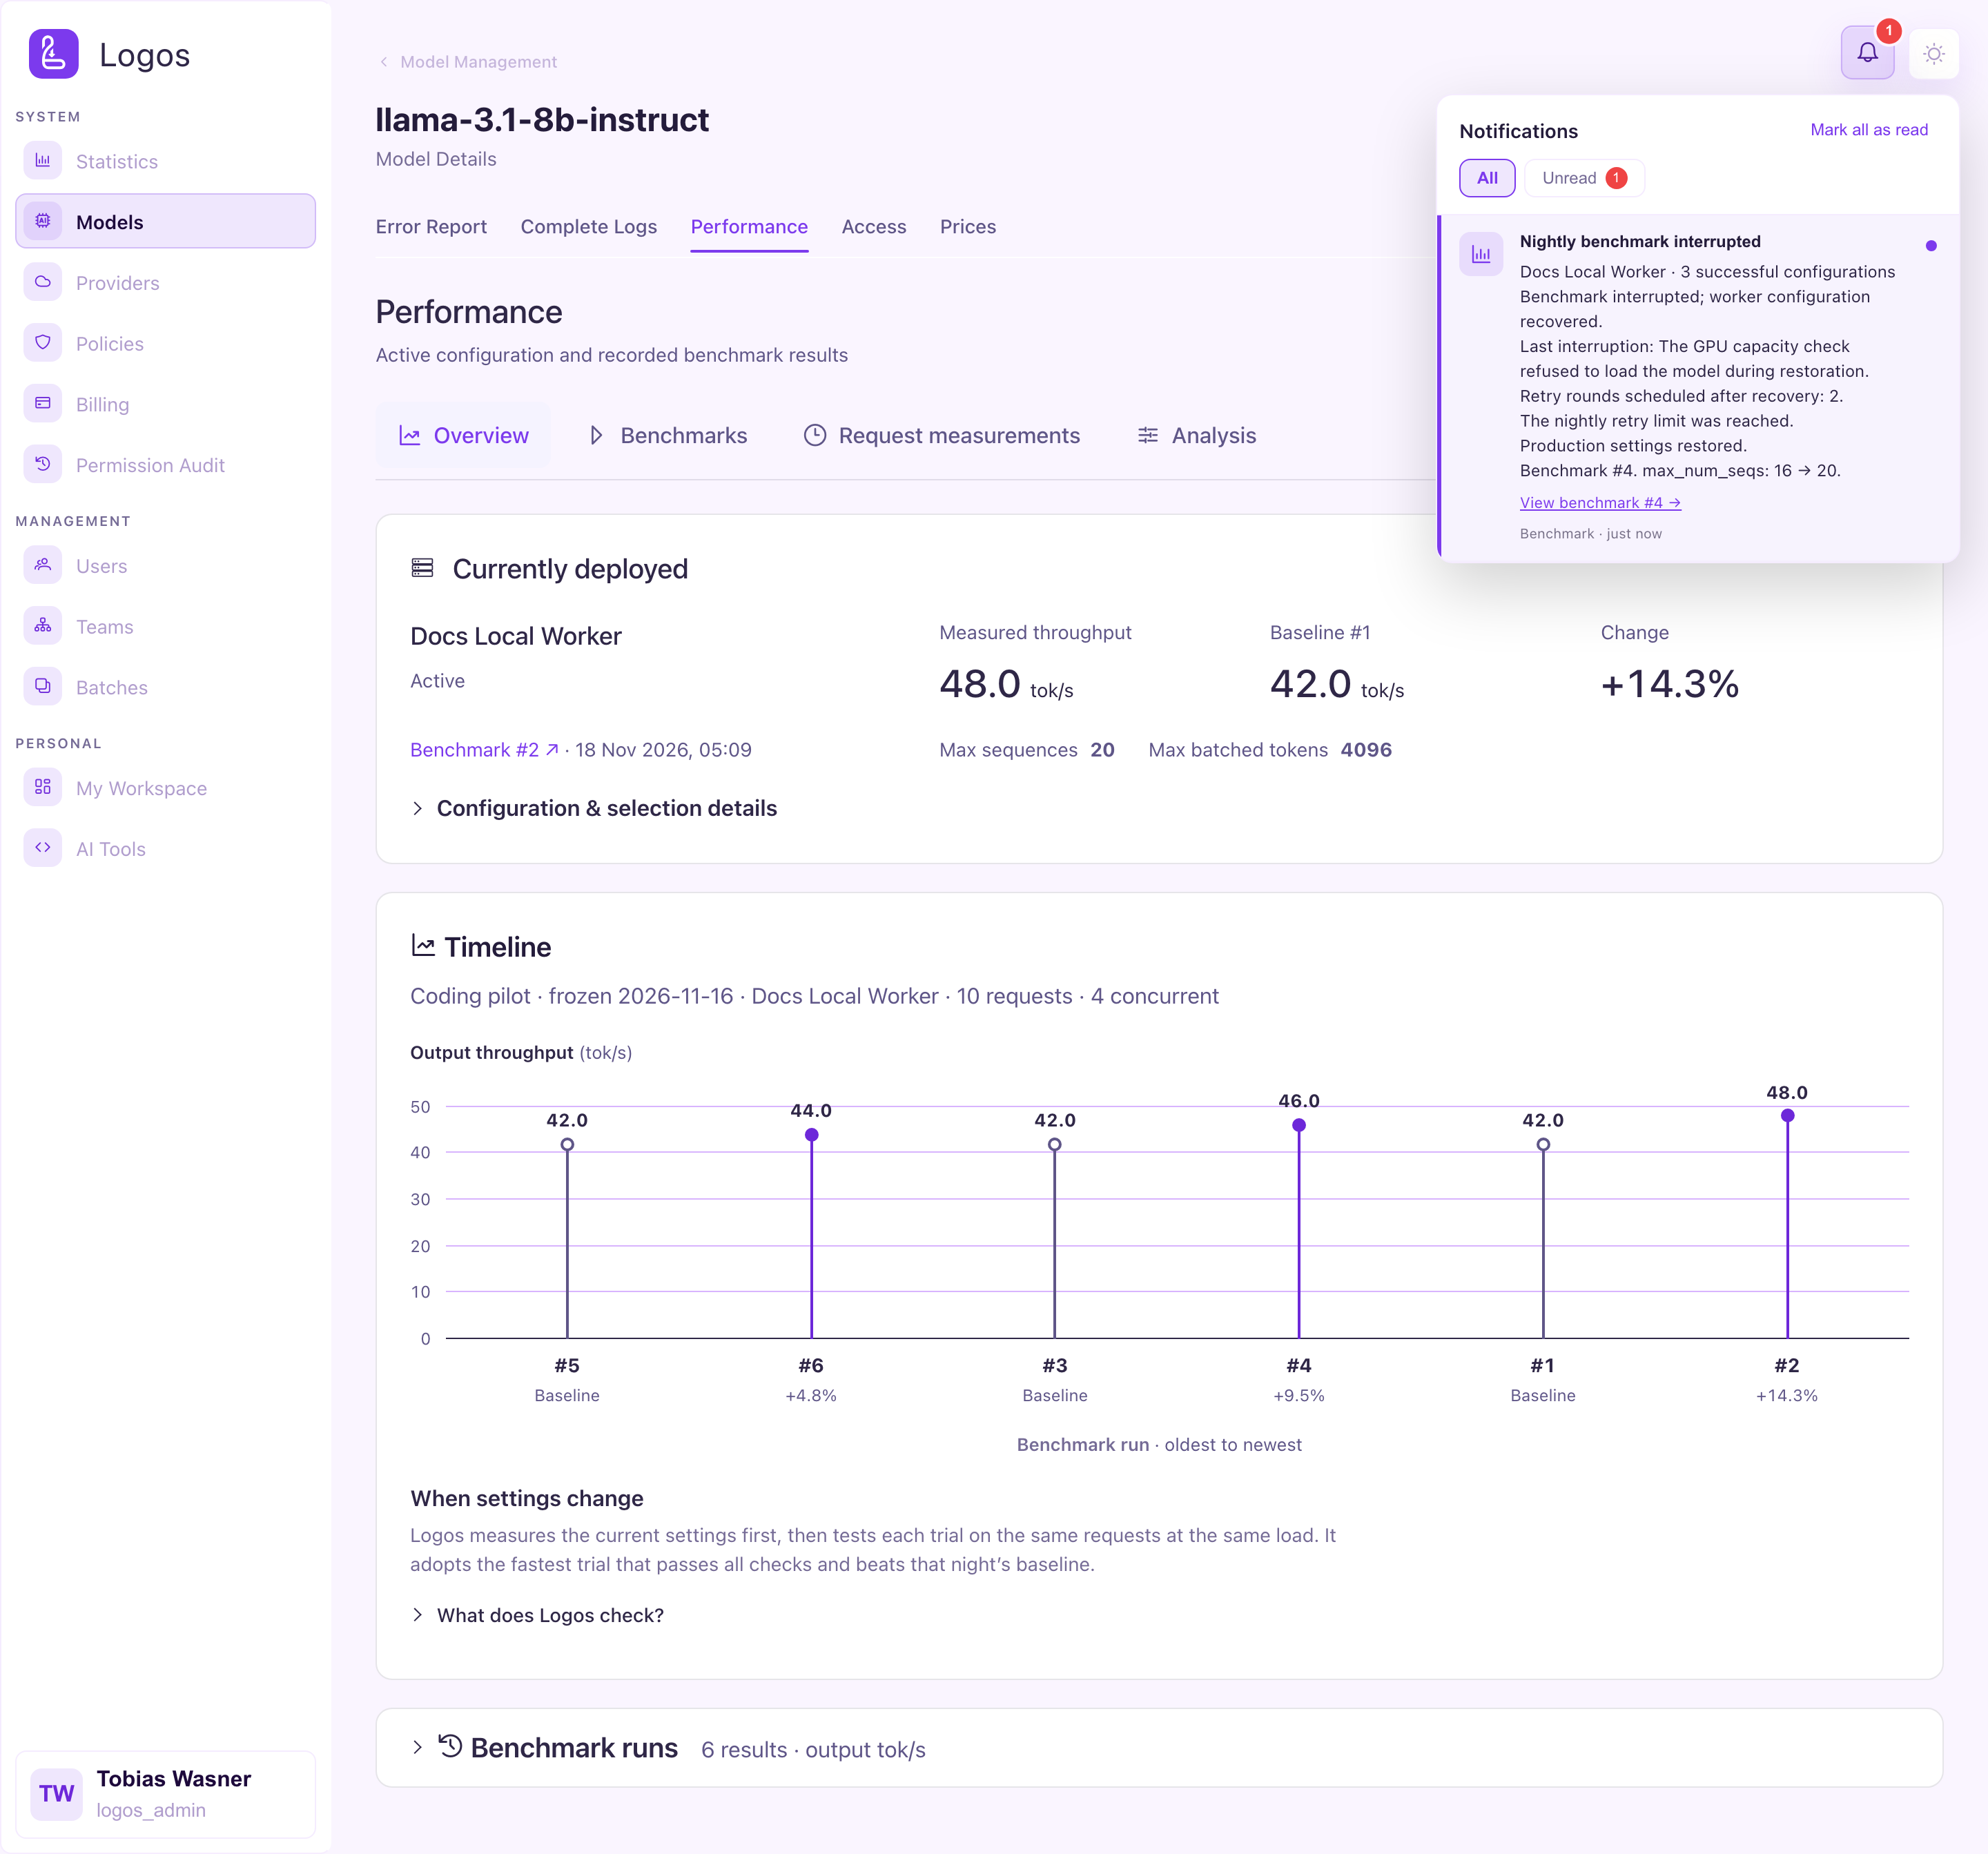 Logos
SYSTEM
Statistics
Models
Providers
Policies
Billing
Permission Audit
MANAGEMENT
Users
Teams
Batches
PERSONAL
My Workspace
AI Tools
TW
Tobias Wasner
logos_admin
Model Management
llama-3.1-8b-instruct
Model Details
Error Report Complete Logs Performance Access Prices
Performance
Active configuration and recorded benchmark results
Overview Benchmarks Request measurements Analysis
1
Notifications Mark all as read
All Unread 1
Nightly benchmark interrupted
Docs Local Worker · 3 successful configurations
Benchmark interrupted; worker configuration
recovered.
Last interruption: The GPU capacity check
refused to load the model during restoration.
Retry rounds scheduled after recovery: 2.
The nightly retry limit was reached.
Production settings restored.
Benchmark #4. max_num_seqs: 16 → 20.
View benchmark #4 →
Benchmark · just now
Currently deployed
Docs Local Worker
Active
Measured throughput
48.0 tok/s
Baseline #1
42.0 tok/s
Change
+14.3%
Benchmark #2 ↗ · 18 Nov 2026, 05:09
Max sequences 20 Max batched tokens 4096
Configuration & selection details
Timeline
Coding pilot · frozen 2026-11-16 · Docs Local Worker · 10 requests · 4 concurrent
Output throughput (tok/s)
50
40
30
20
10
0
42.0 44.0 42.0 46.0 42.0 48.0
#5 #6 #3 #4 #1 #2
Baseline +4.8% Baseline +9.5% Baseline +14.3%
Benchmark run · oldest to newest
When settings change
Logos measures the current settings first, then tests each trial on the same requests at the same load. It
adopts the fastest trial that passes all checks and beats that night’s baseline.
What does Logos check?
Benchmark runs 6 results · output tok/s